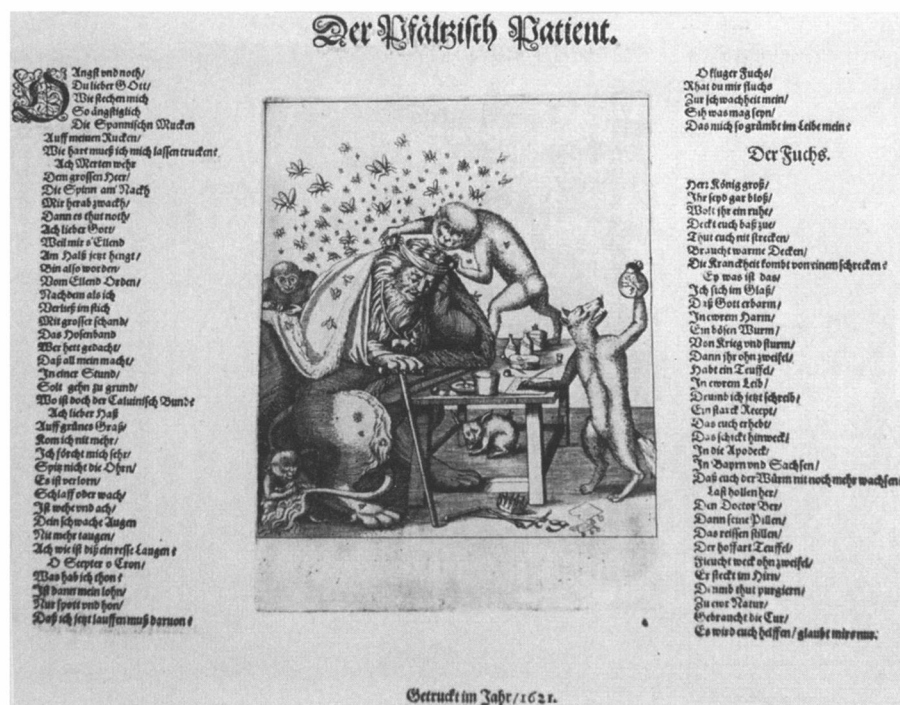 Der Pfältzisch Patient.
O Angst vnd noth/
Du lieber GOtt/
Wie stechen mich
So ängstiglich
Die Spannischn Mucken
Auff meinen Rucken/
Wie hart mueß ich mich lassen trucken?
Ach Merten wehr
Dem grossen Heer/
Die Spinn am Nackh
Mir herab zwackh/
Dann es thut noth/
Ach lieber Gott/
Weil mir s'Ellend
Am Halß jetzt hengt/
Bin also worden/
Vom Ellend Orden/
Nachdem als ich
Verließ im stich
Mit grosser schand/
Das Hosenband
Wer hett gedacht/
Daß all mein macht/
In einer Stund/
Solt gehn zu grund/
Wo ist doch der Caluinisch Bund?
Ach lieber Haß
Auff grünes Graß/
Kom ich nit mehr/
Ich förcht mich sehr/
Spitz nicht die Ohrn/
Es ist verlorn/
Schlaff oder wach/
Ist wehe vnd ach/
Dein schwache Augen
Nit mehr taugen/
Ach wie ist diß ein resse Laugen?
O Scepter o Cron/
Was hab ich thon?
Ist dann mein lohn/
Nur spott vnd hon/
Daß ich jetzt lauffen muß daruon?
O kluger Fuchs/
Rhat du mir flucks
Zur schwachheit mein/
Sih was mag seyn/
Das mich so grimbt im Leibe mein?
Der Fuchs.
Herr König groß/
Ihr seyd gar bloß/
Wolt ihr ein ruhe/
Deckt euch baß zue/
Thut euch nit strecken/
Braucht warme Decken/
Die Kranckheit kombt von einem schrecken?
Ey was ist das/
Ich sich im Glaß/
Daß Gott erbarm/
In ewrem Harm/
Ein bösen Wurm/
Von Krieg vnd sturm/
Dann ihr ohn zweifel/
Habt ein Teuffel/
In ewrem Leib/
Drumb ich jetzt schreib/
Ein starck Recept/
Das euch erhebt/
Das schickt hinweck/
In die Apodeck/
In Bayrn vnd Sachsen/
Daß euch der Würm nit noch mehr wachsen/
Last hollen her/
Den Doctor Ber/
Dann seine Pillen/
Das reissen stillen/
Der hoffart Teuffel/
Fleucht weck ohn zweifel/
Er steckt im Hirn/
Drumb thut purgiern/
Zu ewr Natur/
Gebraucht die Cur/
Es wird euch helffen/ glaubt mirs nur.
Getruckt im Jahr/1621.